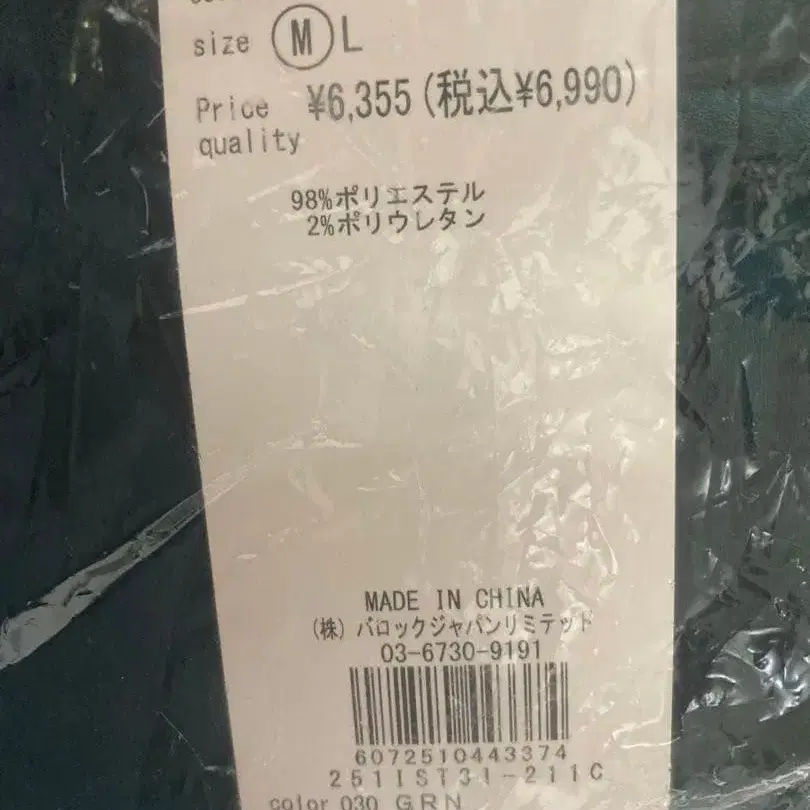 size M L
Price ¥6,355(税込¥6,990)
quality
98%ポリエステル
2%ポリウレタン
MADE IN CHINA
(株)バロックジャパンリミテッド
03-6730-9191
6072510443374
251IST31-211C
color 030 GRN